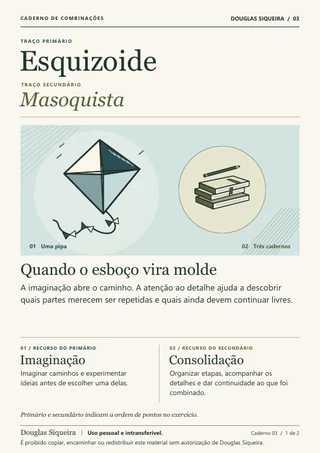 CADERNO DE COMBINAÇÕES
DOUGLAS SIQUEIRA / 03
TRAÇO PRIMÁRIO
Esquizoide
TRAÇO SECUNDÁRIO
Masoquista
01 Uma pipa
02 Três cadernos
Quando o esboço vira molde
A imaginação abre o caminho. A atenção ao detalhe ajuda a descobrir
quais partes merecem ser repetidas e quais ainda devem continuar livres.
01 / RECURSO DO PRIMÁRIO
Imaginação
Imaginar caminhos e experimentar
ideias antes de escolher uma delas.
02 / RECURSO DO SECUNDÁRIO
Consolidação
Organizar etapas, acompanhar os
detalhes e dar continuidade ao que foi
combinado.
Primário e secundário indicam a ordem de pontos no exercício.
Douglas Siqueira | Uso pessoal e intransferível.
Caderno 03 / 1 de 2
É proibido copiar, encaminhar ou redistribuir este material sem autorização de Douglas Siqueira.